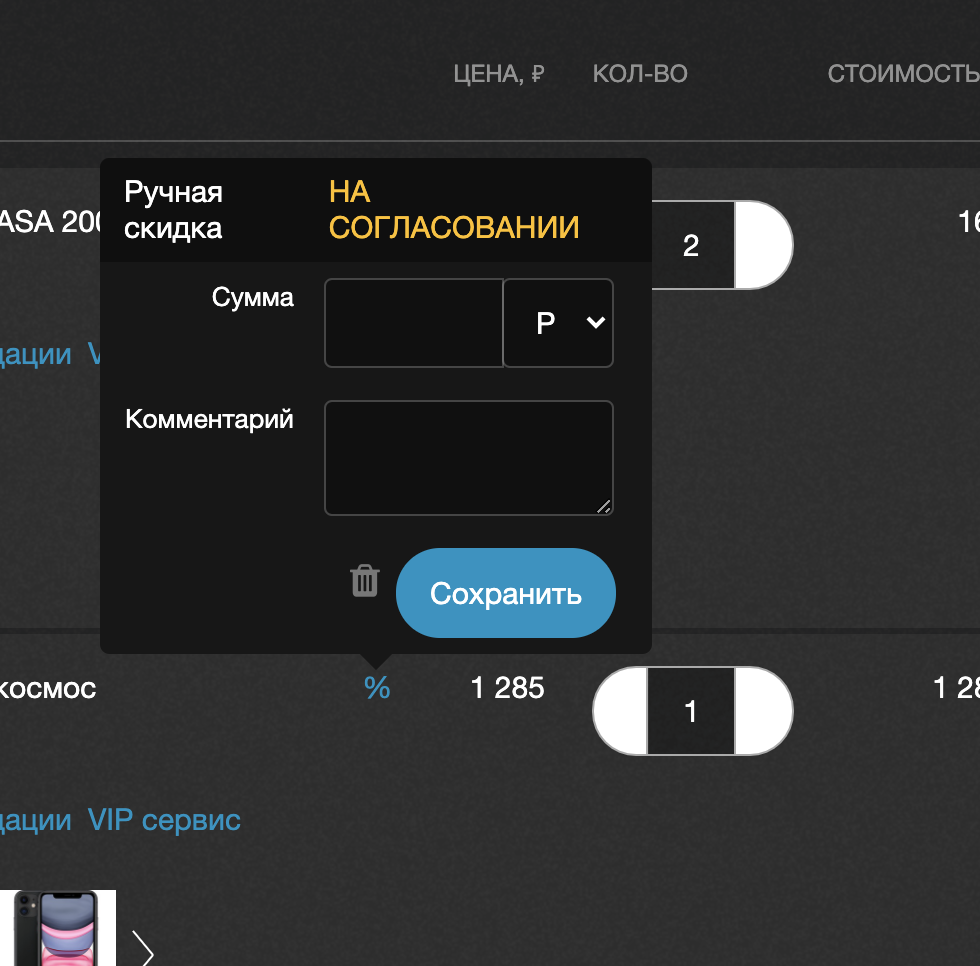 ЦЕНА, ₽ КОЛ-ВО СТОИМОСТЬ
Ручная
скидка
НА
СОГЛАСОВАНИИ
ASA 200 2 16
Сумма
Р
дации V
Комментарий
Сохранить
космос % 1 285 1 1 28
дации VIP сервис